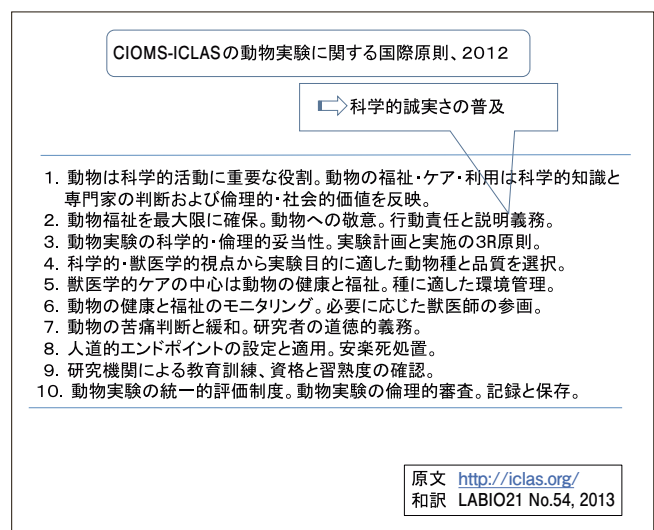 CIOMS-ICLASの動物実験に関する国際原則、2012
科学的誠実さの普及
1. 動物は科学的活動に重要な役割。動物の福祉・ケア・利用は科学的知識と
専門家の判断および倫理的・社会的価値を反映。
2. 動物福祉を最大限に確保。動物への敬意。行動責任と説明義務。
3. 動物実験の科学的・倫理的妥当性。実験計画と実施の3R原則。
4. 科学的・獣医学的視点から実験目的に適した動物種と品質を選択。
5. 獣医学的ケアの中心は動物の健康と福祉。種に適した環境管理。
6. 動物の健康と福祉のモニタリング。必要に応じた獣医師の参画。
7. 動物の苦痛判断と緩和。研究者の道徳的義務。
8. 人道的エンドポイントの設定と適用。安楽死処置。
9. 研究機関による教育訓練、資格と習熟度の確認。
10. 動物実験の統一的評価制度。動物実験の倫理的審査。記録と保存。
原文 http://iclas.org/
和訳 LABIO21 No.54, 2013